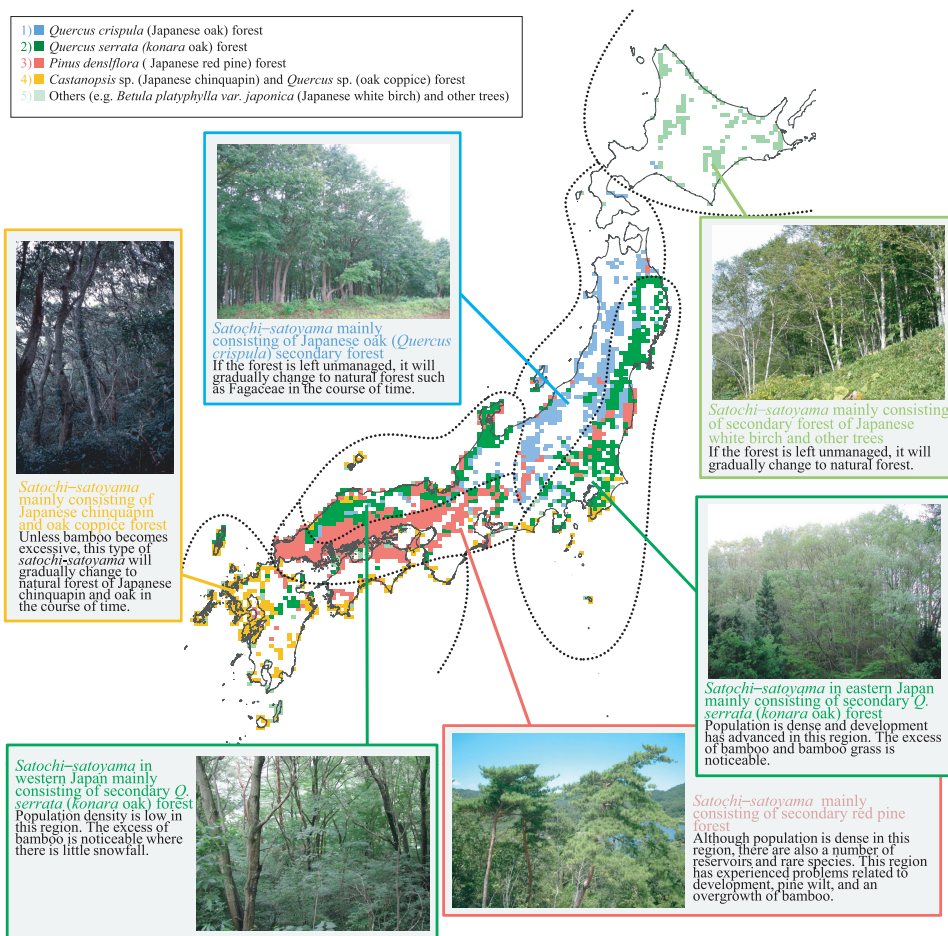 1) Quercus crispula (Japanese oak) forest
2) Quercus serrata (konara oak) forest
3) Pinus denslflora ( Japanese red pine) forest
4) Castanopsis sp. (Japanese chinquapin) and Quercus sp. (oak coppice) forest
5) Others (e.g. Betula platyphylla var. japonica (Japanese white birch) and other trees)
Satochi–satoyama mainly
consisting of Japanese oak (Quercus
crispula) secondary forest
If the forest is left unmanaged, it will
gradually change to natural forest such
as Fagaceae in the course of time.
Satochi–satoyama mainly consisting
of secondary forest of Japanese
white birch and other trees
If the forest is left unmanaged, it will
gradually change to natural forest.
Satochi–satoyama
mainly consisting of
Japanese chinquapin
and oak coppice forest
Unless bamboo becomes
excessive, this type of
satochi-satoyama will
gradually change to
natural forest of Japanese
chinquapin and oak in
the course of time.
Satochi–satoyama in eastern Japan
mainly consisting of secondary Q.
serrata (konara oak) forest
Population is dense and development
has advanced in this region. The excess
of bamboo and bamboo grass is
noticeable.
Satochi–satoyama in
western Japan mainly
consisting of secondary Q.
serrata (konara oak) forest
Population density is low in
this region. The excess of
bamboo is noticeable where
there is little snowfall.
Satochi–satoyama mainly
consisting of secondary red pine
forest
Although population is dense in this
region, there are also a number of
reservoirs and rare species. This region
has experienced problems related to
development, pine wilt, and an
overgrowth of bamboo.